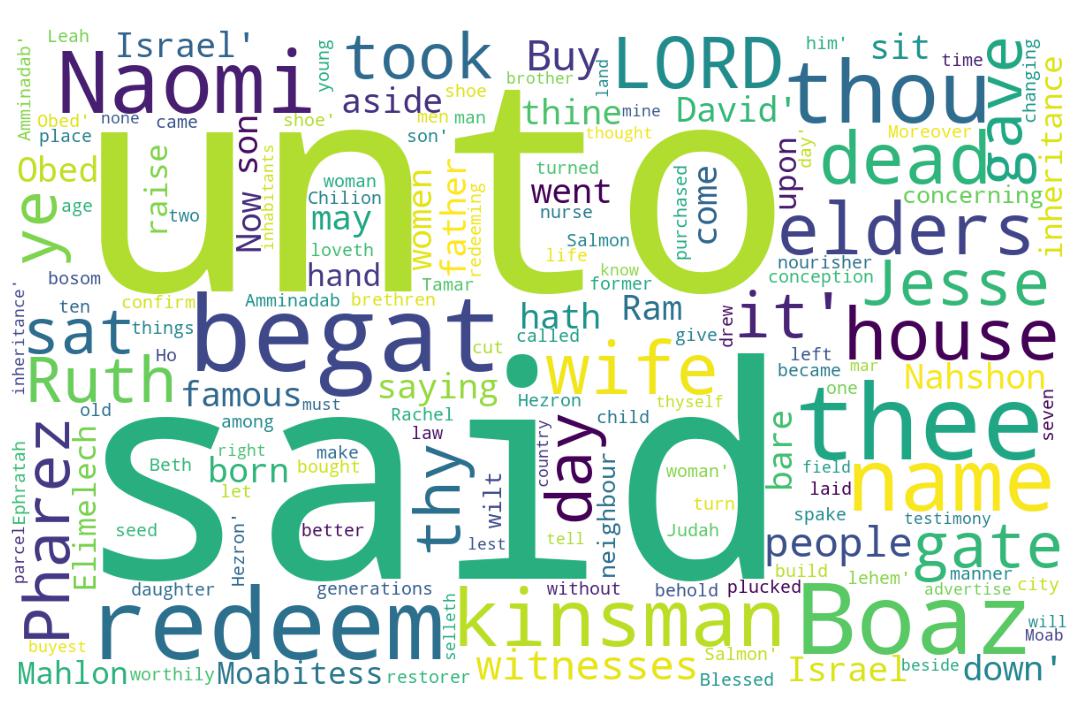 Leah
Israel'
young
took
Buy
LORD
him'
sit
time
Naomi
brother
land
thou
gave
changing
Amminadab'
Obed'
none
aside
shoe
thine
mine
David'
inheritance
place
came
shoe'
men
man
son'
thought
Moreover
unto
Now son
inhabitants
day'
dead
Obed
raise
woman
Chilion
women
father
redeeming
turned
went
nurse
purchased
come
upon
concerning
ye
age
two
may
loveth
Salmon
life
elders
hand
Tamar
know
former
nourisher
conception
bosom
inheritance'
ten
confirm
Amminadab
brethren
hath
Ram
drew
it'
Jesse
sat
things
begat
called
give
house
Ho
cut
wife
left
became
mar
Ruth
famous
saying
Hezron
thyself
one
Nahshon
old
must
among
Rachel
law
child
bare
thee
seven
Pharez
Elimelech
right
make
country
day
neighbour
Beth
born
bought
let
thy
wilt
woman'
turn
field
laid
name
parcel
Ephratah
said
spake
seed
better
lest
tell
Judah
testimony
Hezron'
people
gate
daughter
generations
without
behold
plucked
build
lehem'
manner
advertise
city
redeem
selleth
kinsman
Boaz
will
Moab
buyest
Mahlon
worthily
Moabitess
restorer
witnesses
Salmon'
Blessed
Israel
beside
down'